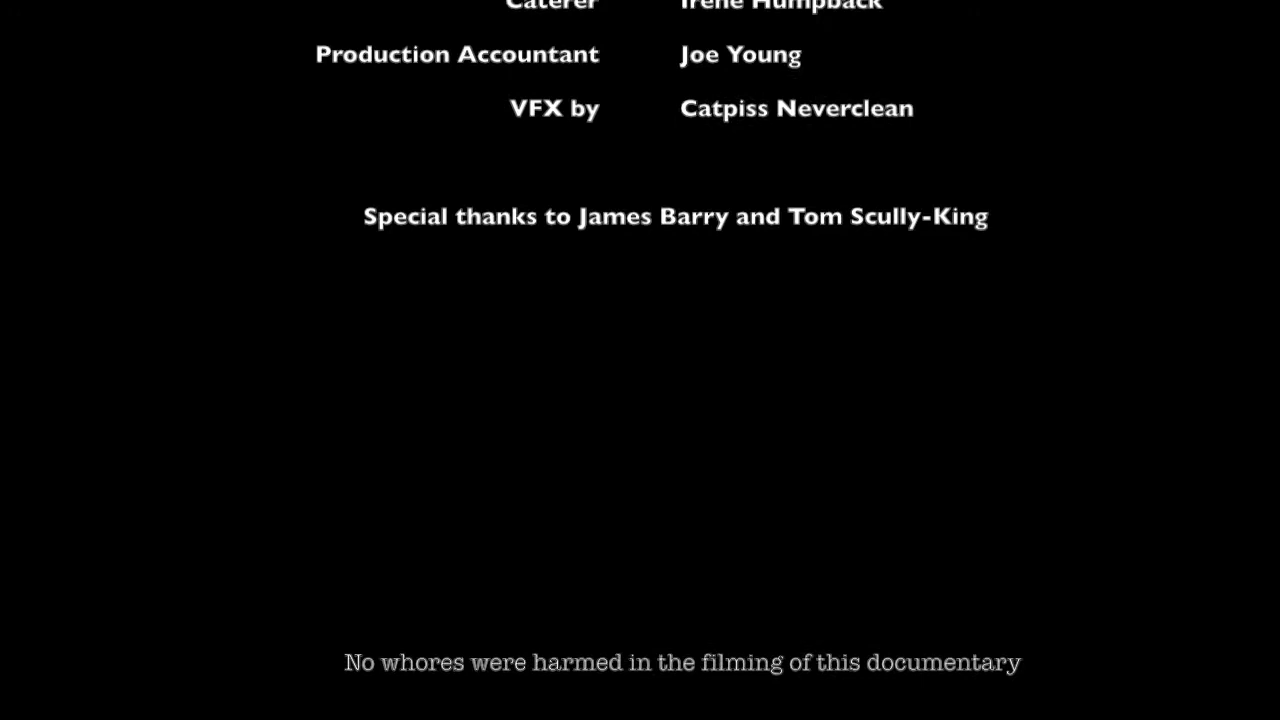 Caterer Irene Humpback
Production Accountant Joe Young
VFX by Catpiss Neverclean
Special thanks to James Barry and Tom Scully-King
No whores were harmed in the filming of this documentary